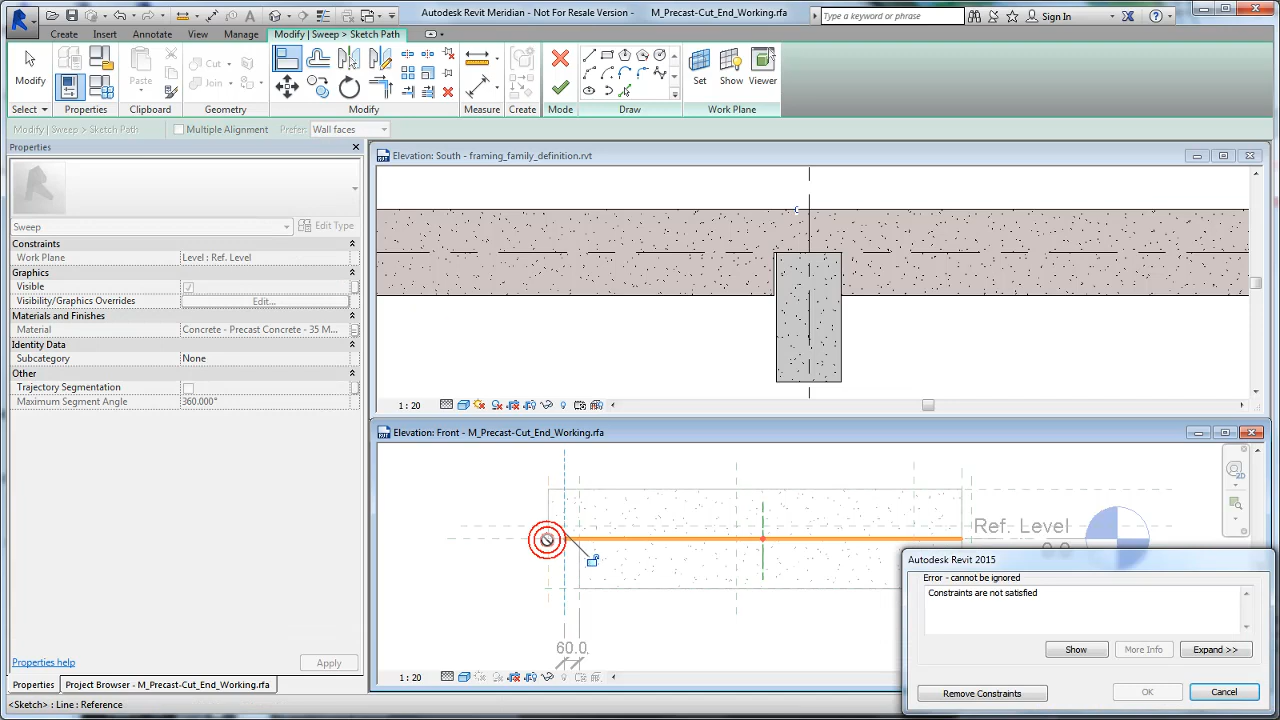 Autodesk Revit Meridian - Not For Resale Version - M_Precast-Cut_End_Working.rfa
Type a keyword or phrase
Sign In
Create Insert Annotate View Manage Modify | Sweep > Sketch Path
Modify
Paste
Cut
Join
Set Show Viewer
Select Properties Clipboard Geometry Modify Measure Create Mode Draw Work Plane
Modify | Sweep > Sketch Path
Multiple Alignment
Prefer:
Wall faces
Properties
Sweep
Edit Type
Constraints
Work Plane Level : Ref. Level
Graphics
Visible
Visibility/Graphics Overrides Edit...
Materials and Finishes
Material Concrete - Precast Concrete - 35 M...
Identity Data
Subcategory None
Other
Trajectory Segmentation
Maximum Segment Angle 360.000°
Properties help
Apply
Properties
Project Browser - M_Precast-Cut_End_Working.rfa
<Sketch> : Line : Reference
Elevation: South - framing_family_definition.rvt
1 : 20
Elevation: Front - M_Precast-Cut_End_Working.rfa
Ref. Level
60.0
1 : 20
Autodesk Revit 2015
Error - cannot be ignored
Constraints are not satisfied
Show
More Info
Expand >>
Remove Constraints
OK
Cancel